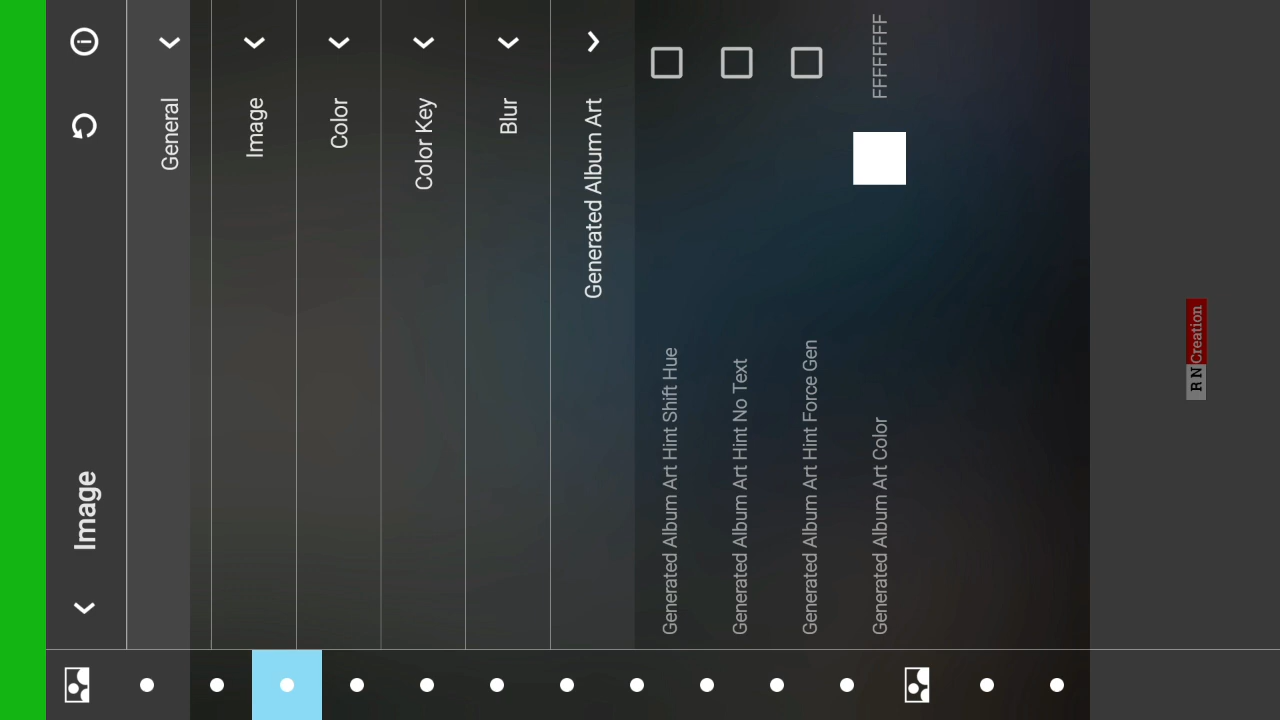 Image
General
Image
Color
Color Key
Blur
Generated Album Art
Generated Album Art Hint Shift Hue
Generated Album Art Hint No Text
Generated Album Art Hint Force Gen
Generated Album Art Color FFFFFFFF
R N Creation